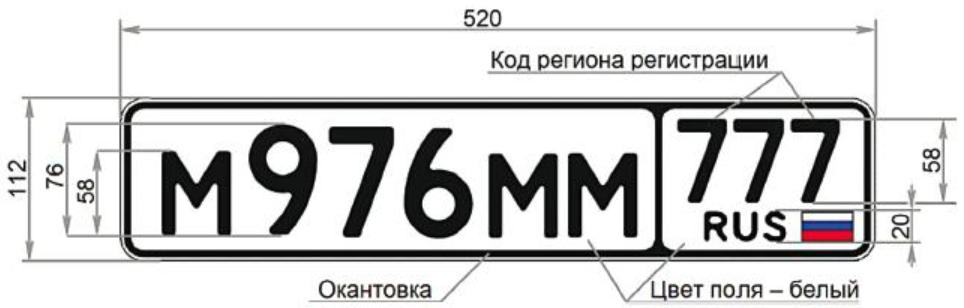 520
Код региона регистрации
112
76
58
М976ММ
777
RUS
58
20
Окантовка
Цвет поля – белый